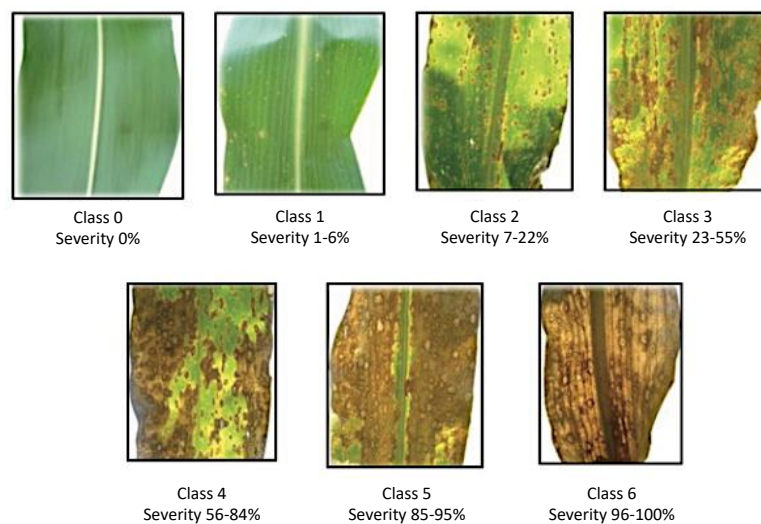 Class 0
Severity 0%
Class 1
Severity 1-6%
Class 2
Severity 7-22%
Class 3
Severity 23-55%
Class 4
Severity 56-84%
Class 5
Severity 85-95%
Class 6
Severity 96-100%